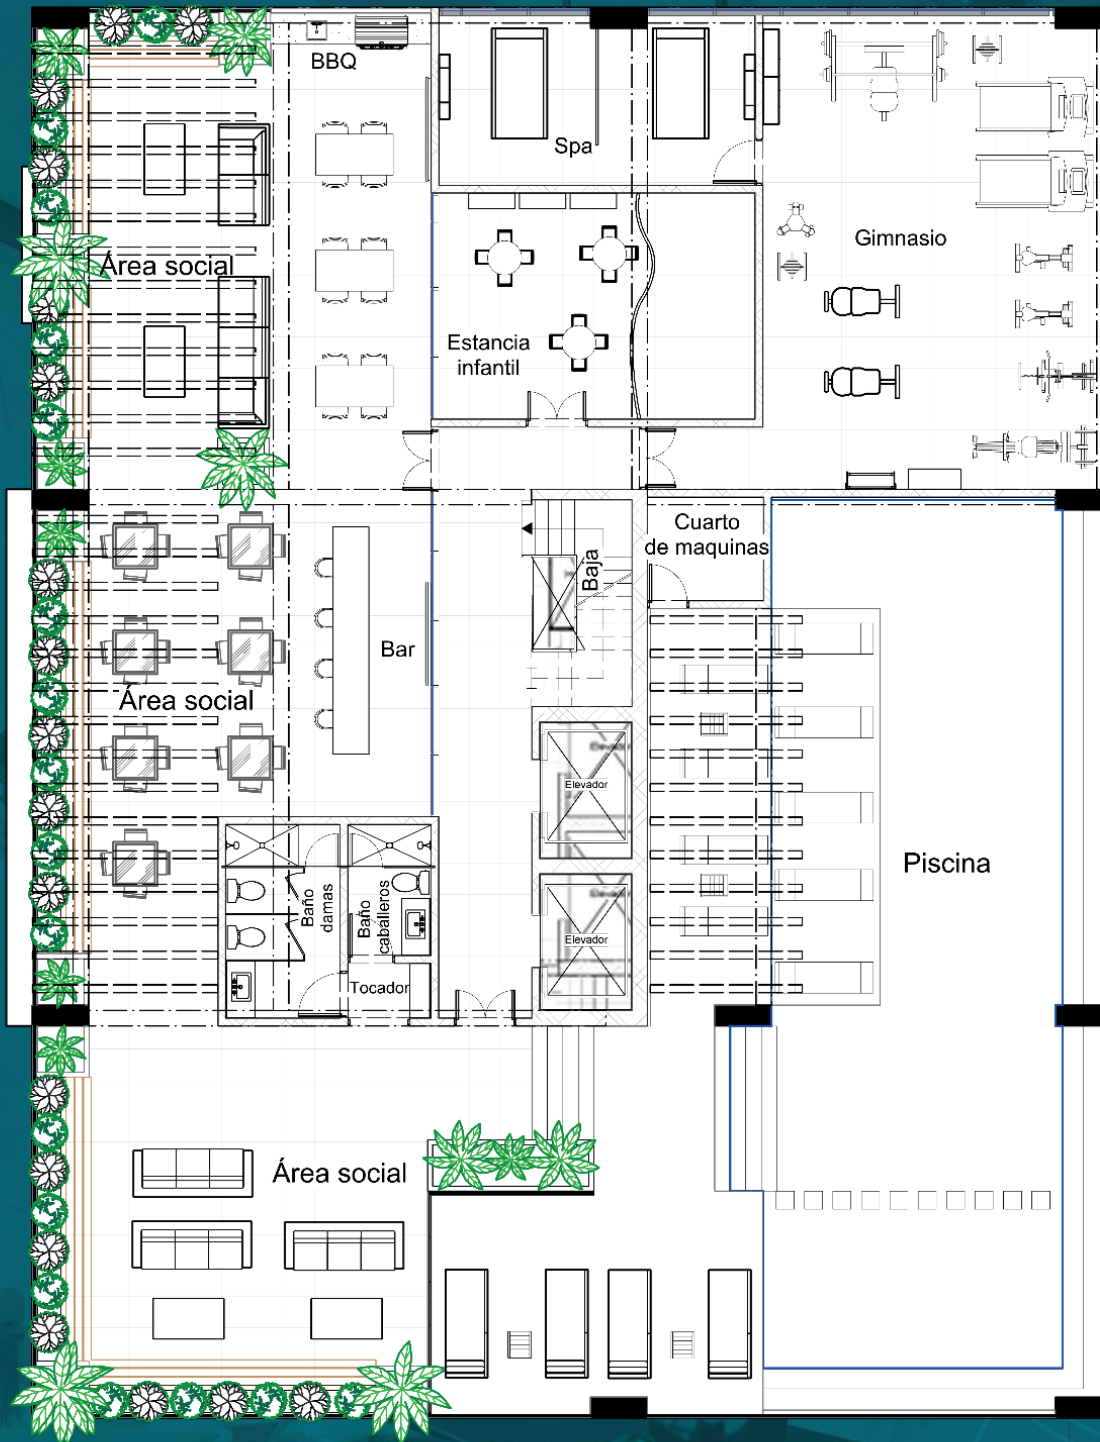 BBQ
Spa
Gimnasio
Área social
Estancia
infantil
Cuarto
de maquinas
Baja
Bar
Área social
Elevador
Piscina
Baño
damas
Baño
caballeros
Elevador
Tocador
Área social